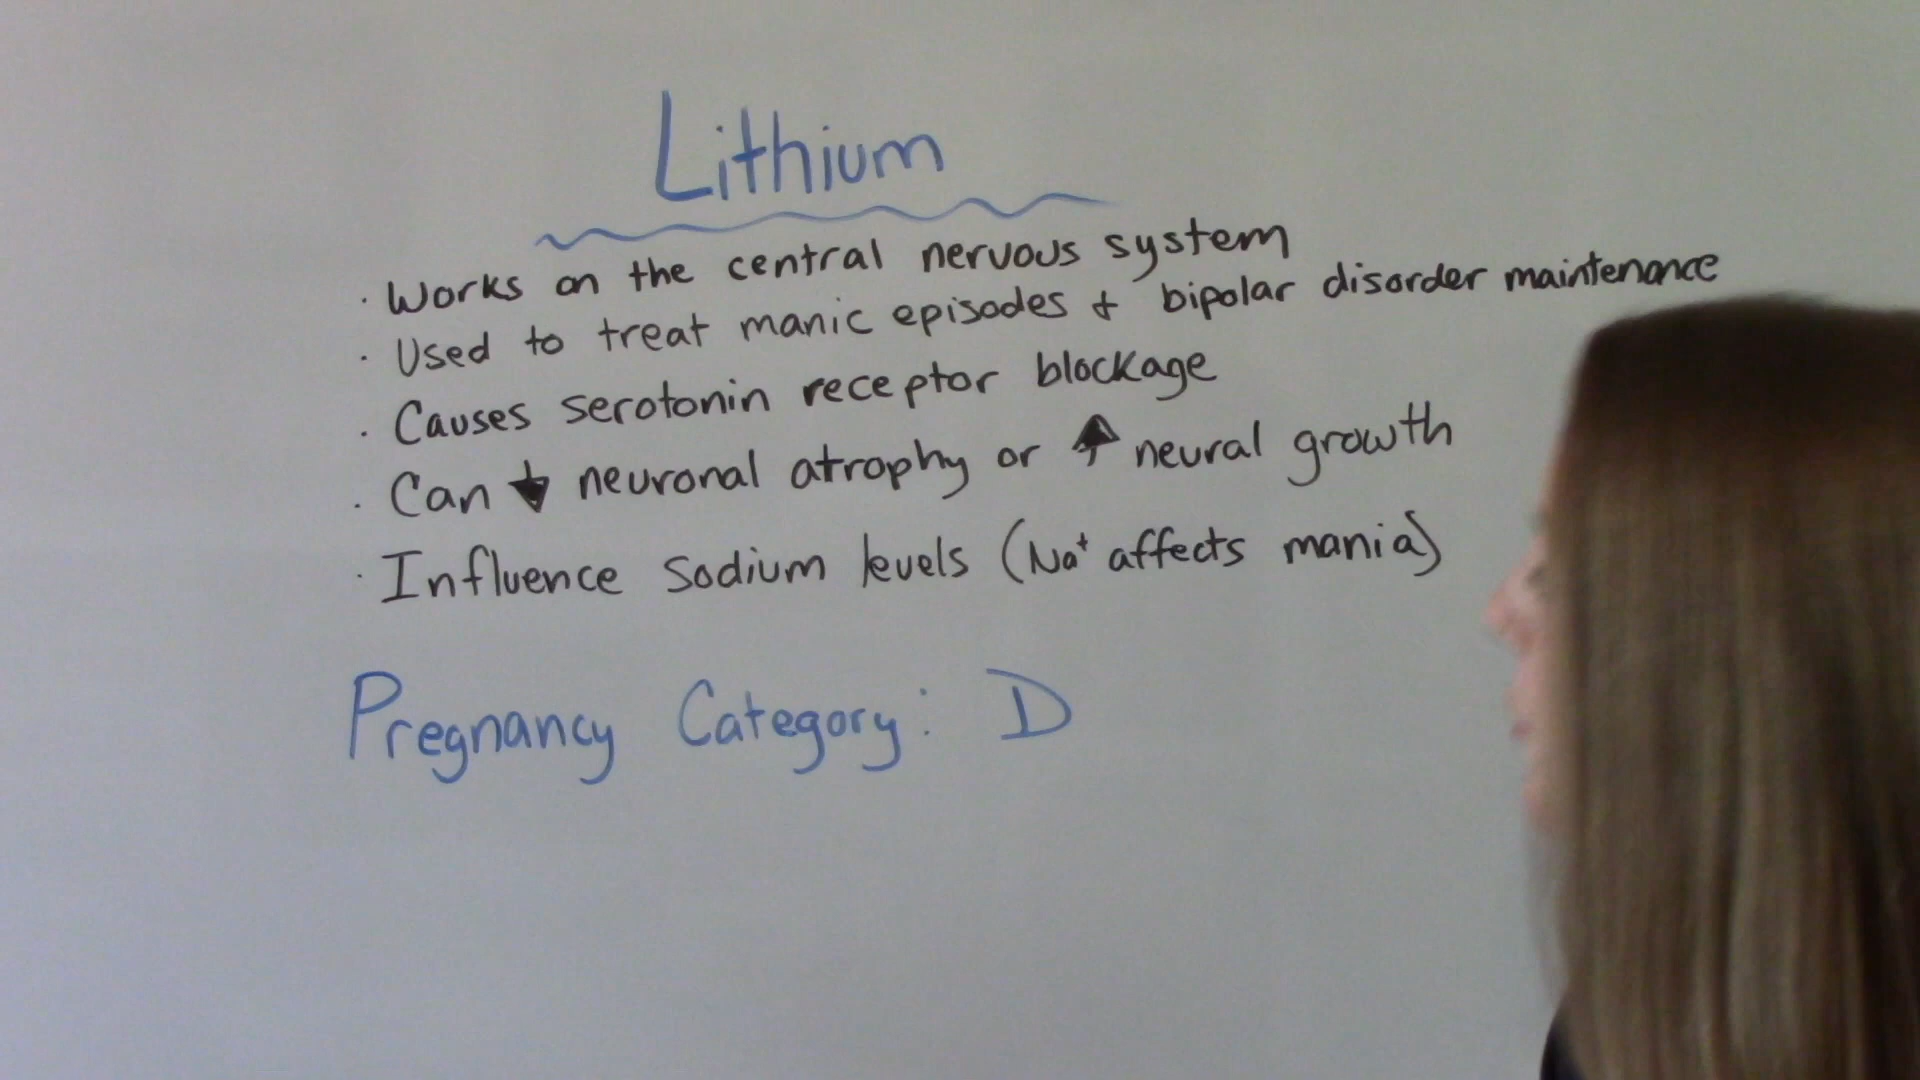 Lithium
· Works on the central nervous system
· Used to treat manic episodes + bipolar disorder maintenance
· Causes serotonin receptor blockage
· Can ↓ neuronal atrophy or ↑ neural growth
· Influence sodium levels (Na⁺ affects mania)
Pregnancy Category: D